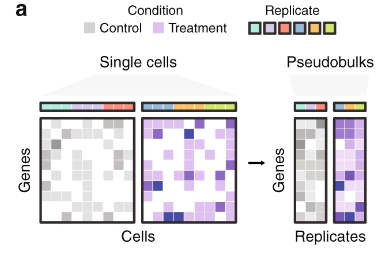 a
Condition
Replicate
Control Treatment
Single cells
Pseudobulks
Genes
Genes
Cells
Replicates